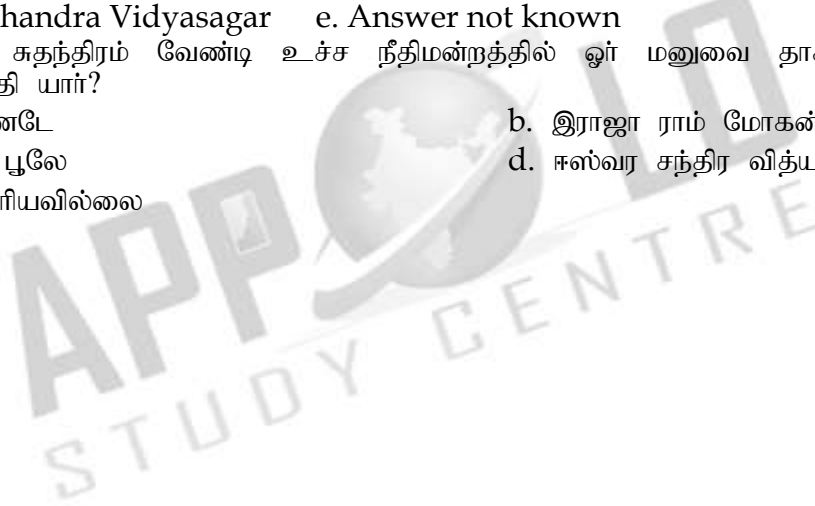 handra Vidyasagar e. Answer not known
சுதந்திரம் வேண்டி உச்ச நீதிமன்றத்தில் ஓர் மனுவை தாக
தி யார்?
னடே b. இராஜா ராம் மோகன்
பூலே d. ஈஸ்வர சந்திர வித்ய
ரியவில்லை
APPOLO
STUDY CENTRE